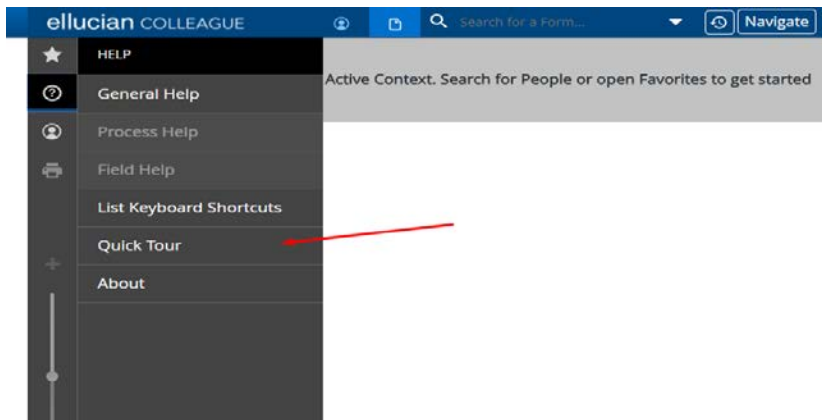 ellucian COLLEAGUE Search for a Form... Navigate
HELP
Active Context. Search for People or open Favorites to get started
General Help
Process Help
Field Help
List Keyboard Shortcuts
Quick Tour
About